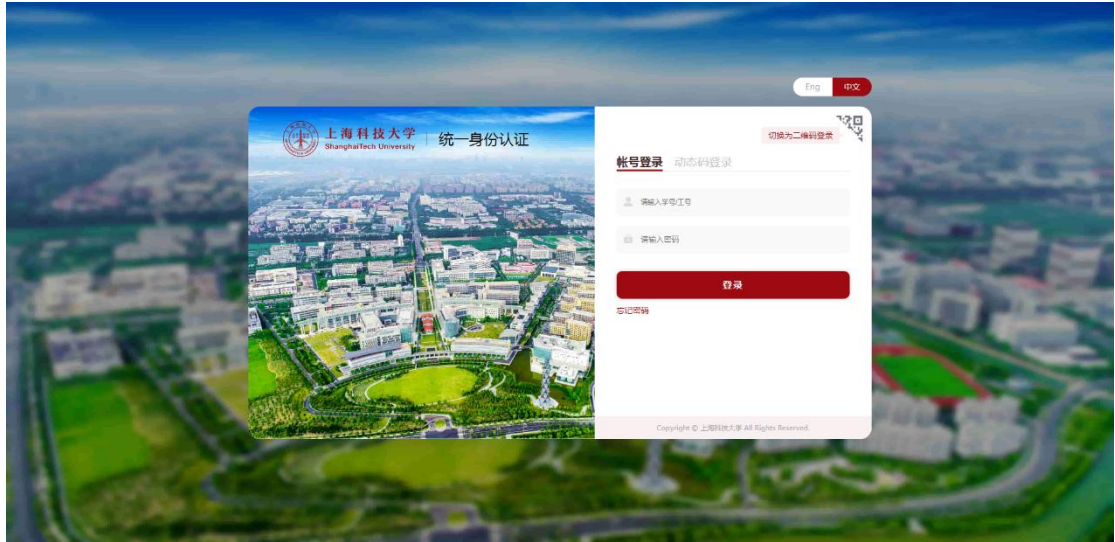 Eng 中文
上海科技大学
ShanghaiTech University
统一身份认证
切换为二维码登录
帐号登录 动态码登录
请输入学号/工号
请输入密码
登录
忘记密码
Copyright © 上海科技大学 All Rights Reserved.